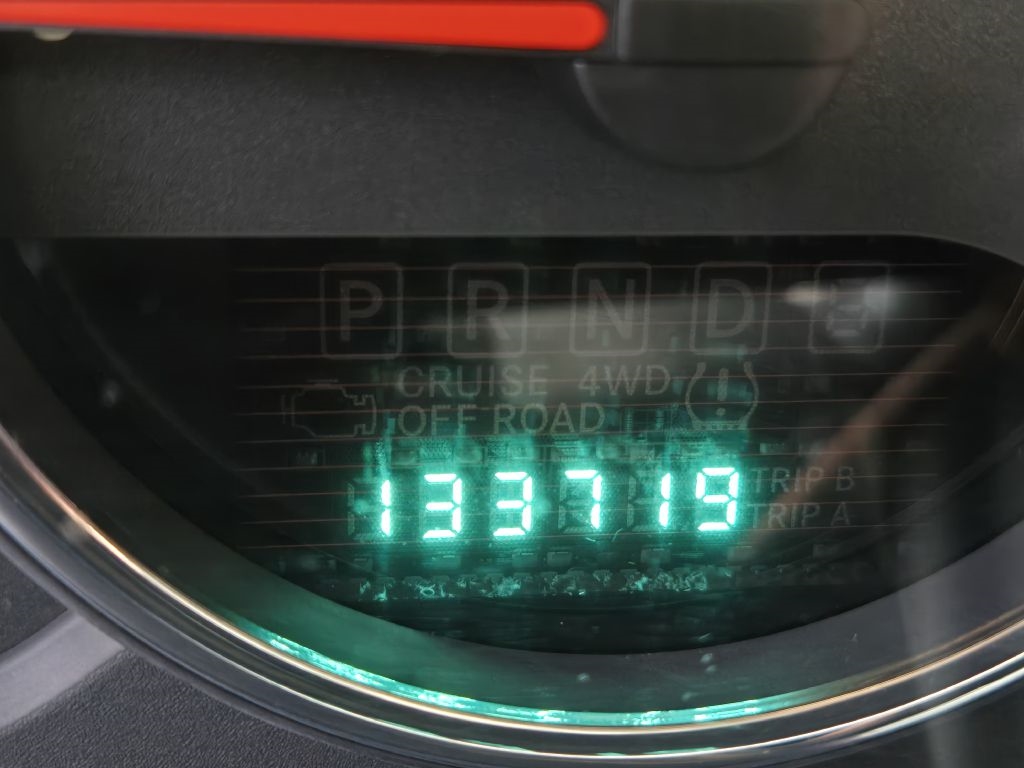 P R N D
CRUISE 4WD
OFF ROAD
133719
TRIP B
TRIP A